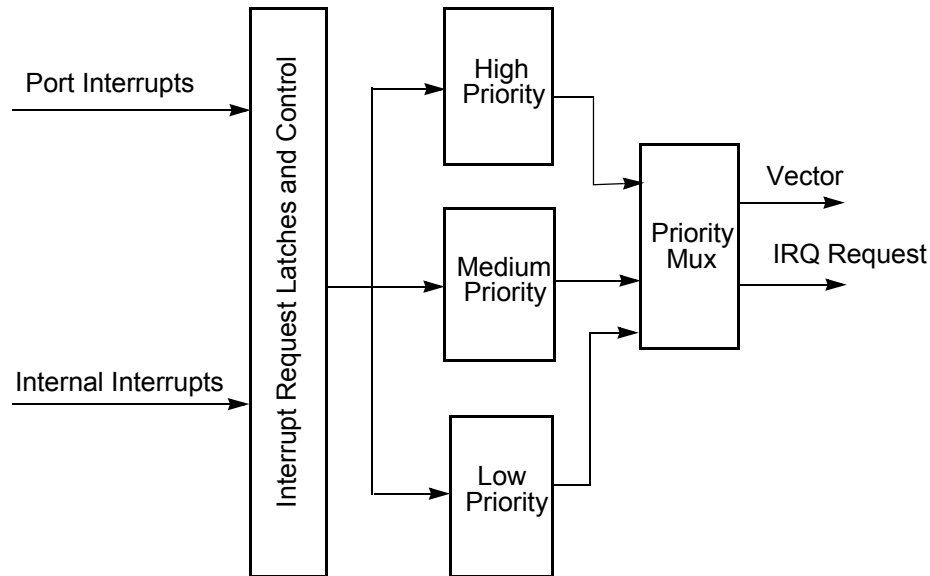 Port Interrupts
Internal Interrupts
Interrupt Request Latches and Control
High
Priority
Medium
Priority
Low
Priority
Priority
Mux
Vector
IRQ Request